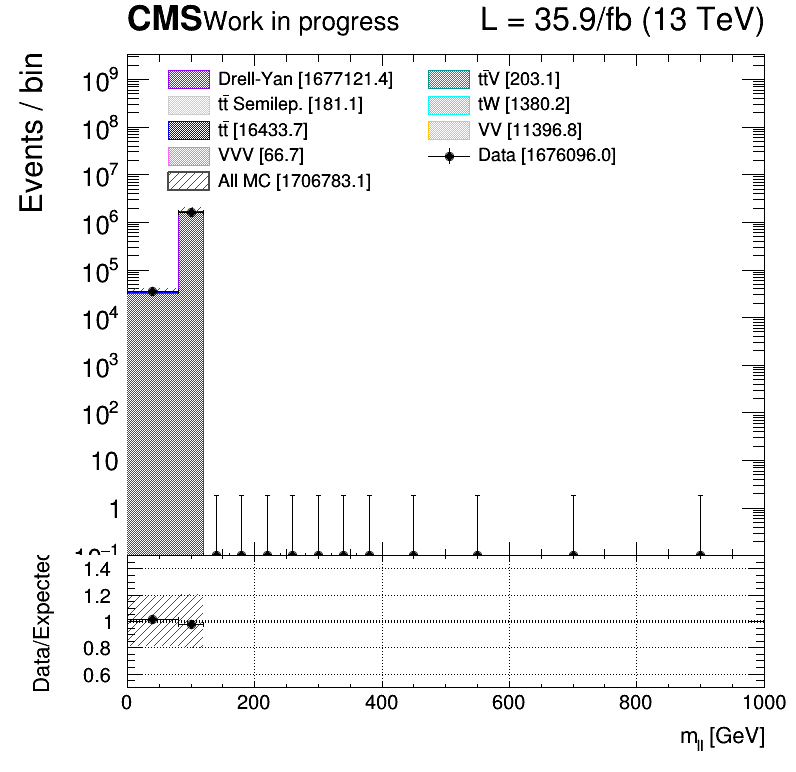 CMS Work in progress L = 35.9/fb (13 TeV)
Events / bin
Drell-Yan [1677121.4]
tt̄ Semilep. [181.1]
tt̄ [16433.7]
VVV [66.7]
All MC [1706783.1]
tt̄V [203.1]
tW [1380.2]
VV [11396.8]
Data [1676096.0]
10⁹
10⁸
10⁷
10⁶
10⁵
10⁴
10³
10²
10
1
10⁻¹
Data/Expected
1.4
1.2
1
0.8
0.6
0 200 400 600 800 1000
m_ll [GeV]